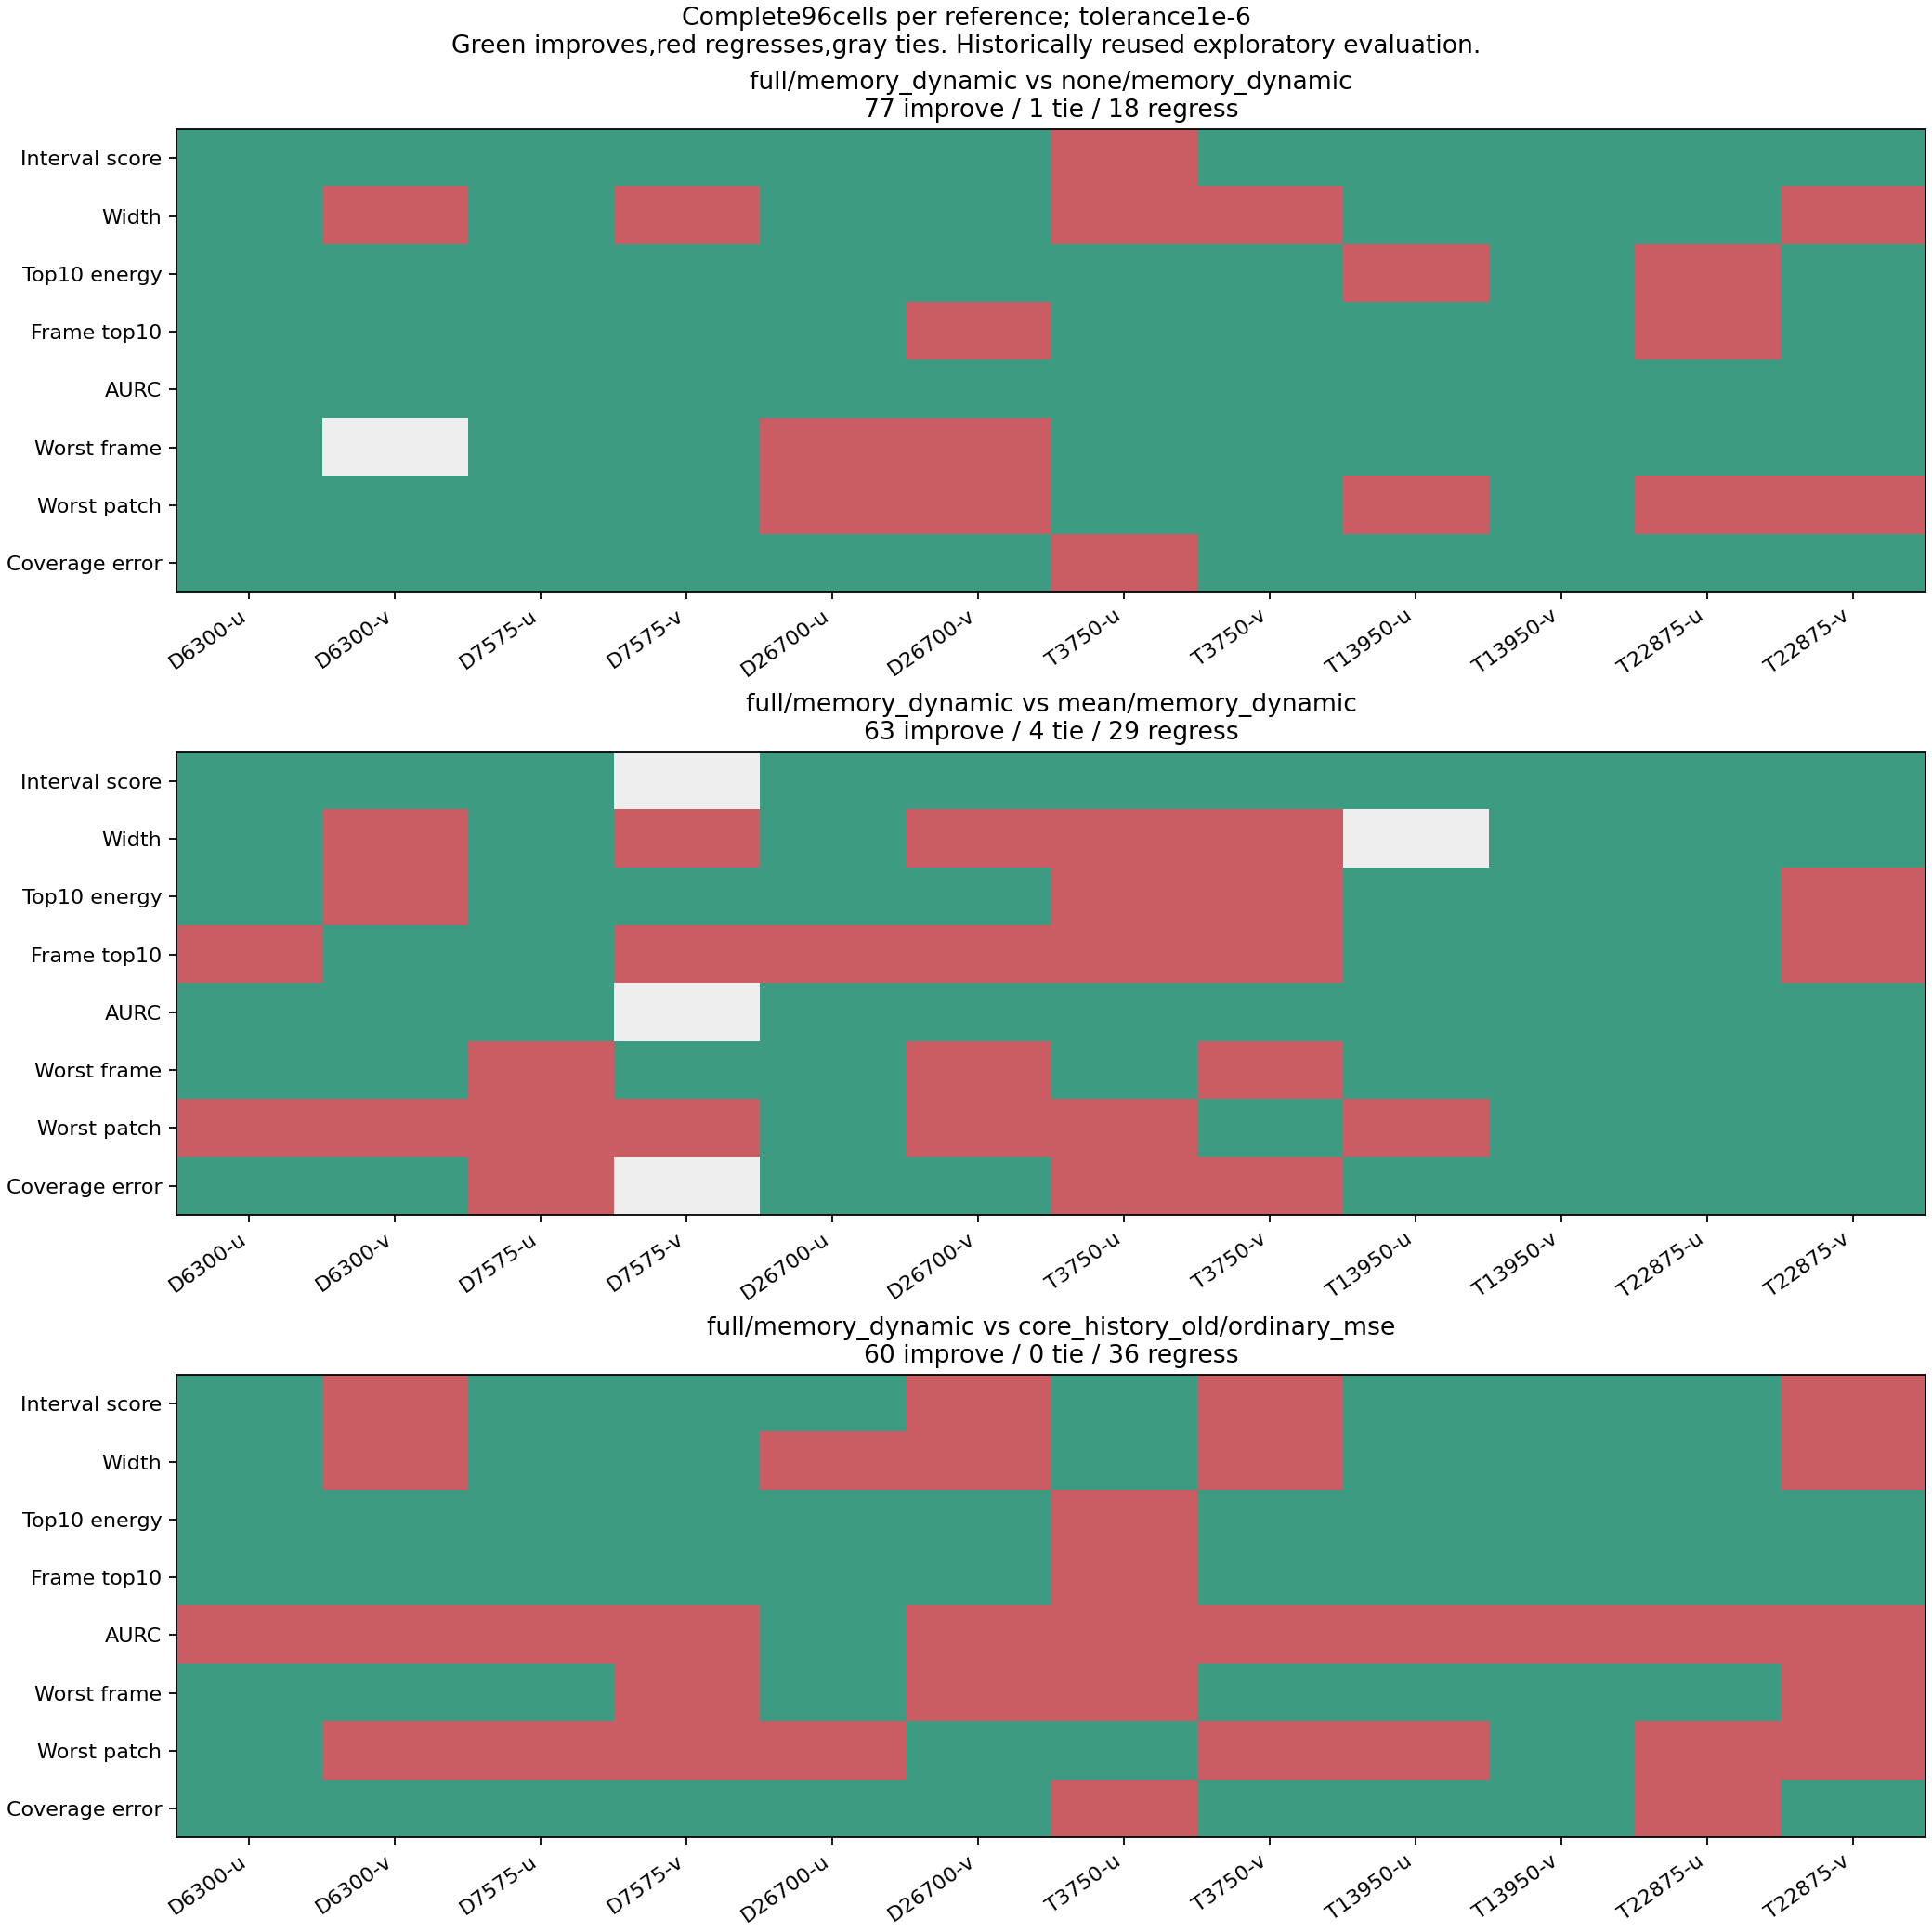 Complete96cells per reference; tolerance1e-6
Green improves,red regresses,gray ties. Historically reused exploratory evaluation.
full/memory_dynamic vs none/memory_dynamic
77 improve / 1 tie / 18 regress
Interval score
Width
Top10 energy
Frame top10
AURC
Worst frame
Worst patch
Coverage error
D6300-u
D6300-v
D7575-u
D7575-v
D26700-u
D26700-v
T3750-u
T3750-v
T13950-u
T13950-v
T22875-u
T22875-v
full/memory_dynamic vs mean/memory_dynamic
63 improve / 4 tie / 29 regress
Interval score
Width
Top10 energy
Frame top10
AURC
Worst frame
Worst patch
Coverage error
D6300-u
D6300-v
D7575-u
D7575-v
D26700-u
D26700-v
T3750-u
T3750-v
T13950-u
T13950-v
T22875-u
T22875-v
full/memory_dynamic vs core_history_old/ordinary_mse
60 improve / 0 tie / 36 regress
Interval score
Width
Top10 energy
Frame top10
AURC
Worst frame
Worst patch
Coverage error
D6300-u
D6300-v
D7575-u
D7575-v
D26700-u
D26700-v
T3750-u
T3750-v
T13950-u
T13950-v
T22875-u
T22875-v